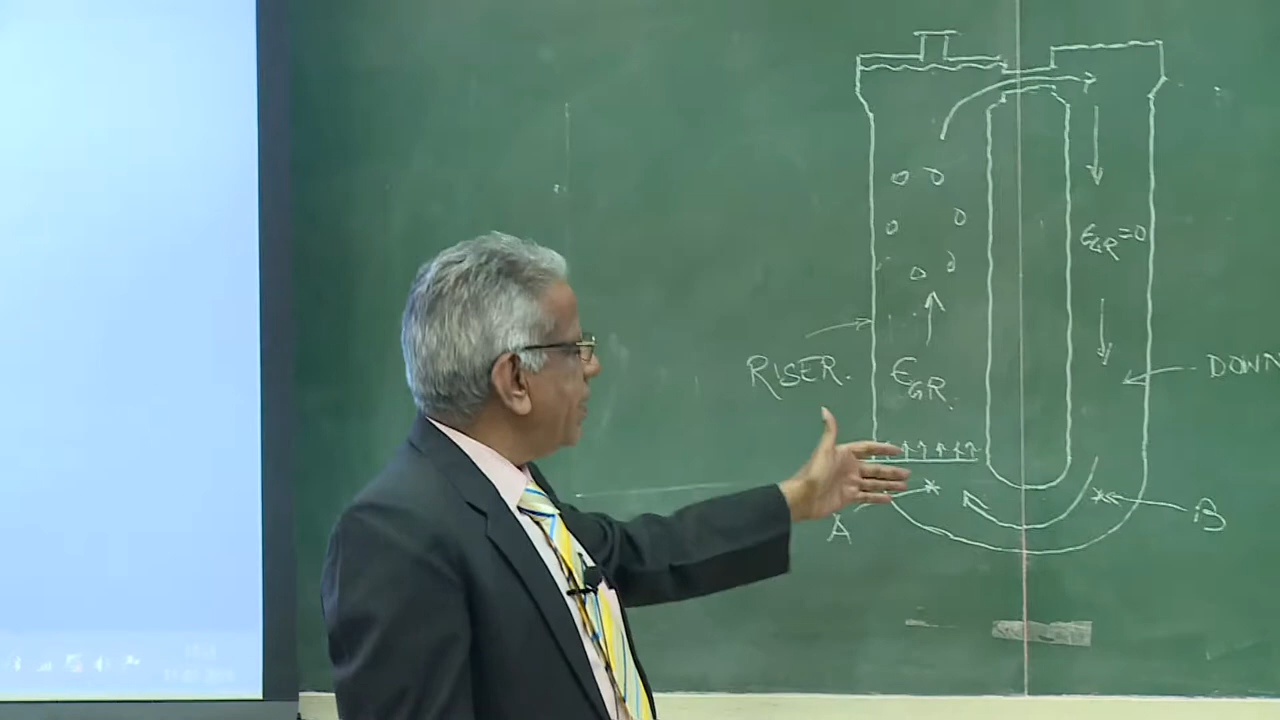 ε_GR=0
RISER.
ε_GR.
DOWN
A
B